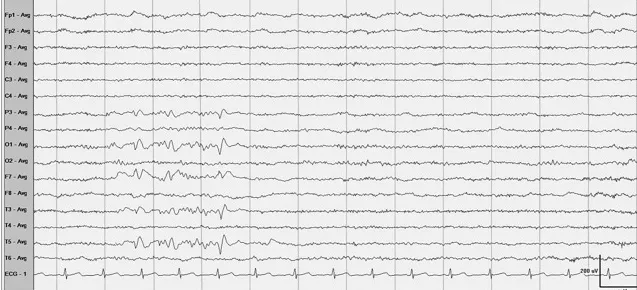 Fp1 - Avg
Fp2 - Avg
F3 - Avg
F4 - Avg
C3 - Avg
C4 - Avg
P3 - Avg
P4 - Avg
O1 - Avg
O2 - Avg
F7 - Avg
F8 - Avg
T3 - Avg
T4 - Avg
T5 - Avg
T6 - Avg
ECG - 1
200 uV